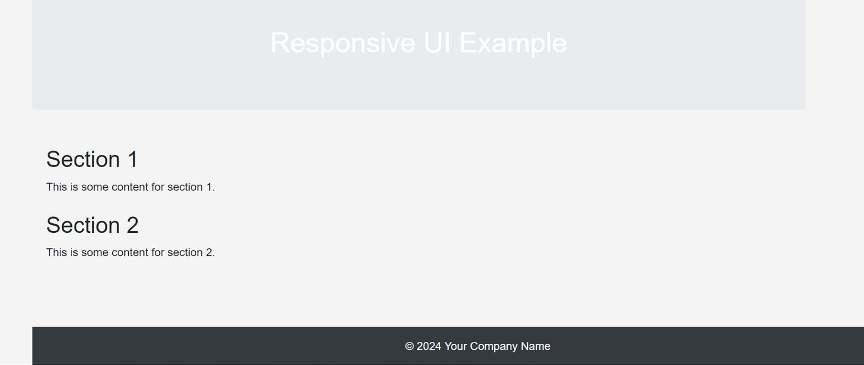 Responsive UI Example
Section 1
This is some content for section 1.
Section 2
This is some content for section 2.
© 2024 Your Company Name